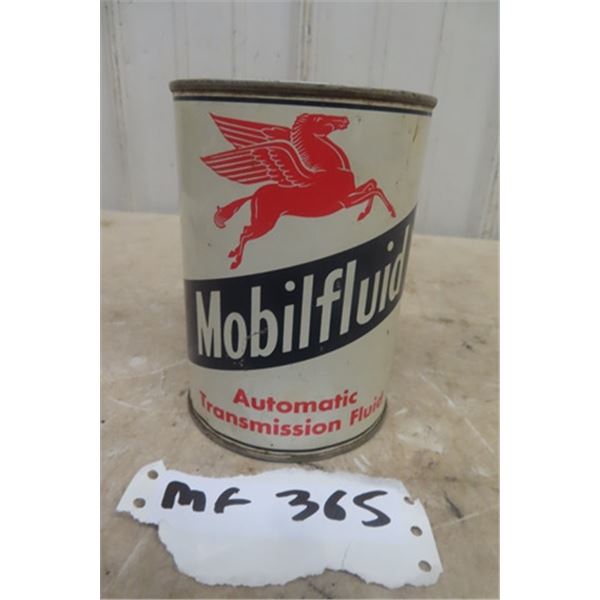 Mobilfluid
Automatic
Transmission Fluid
MF 365